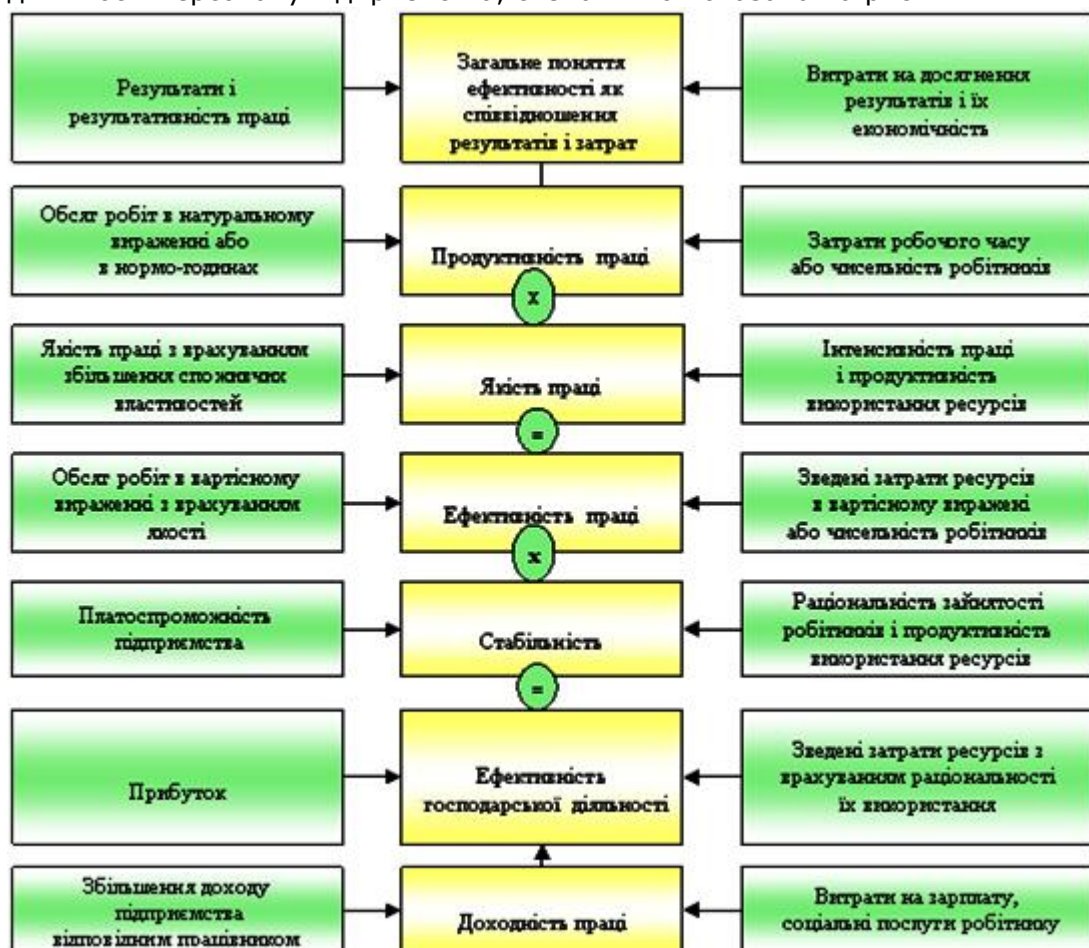 Результати і
результативність праці
Загальне поняття
ефективності як
співвідношення
результатів і затрат
Витрати на досягнення
результатів і їх
економічність
Обсяг робіт в натуральному
вираженні або
в нормо-годинах
Продуктивність праці
Затрати робочого часу
або чисельність робітників
х
Якість праці з врахуванням
збільшення споживчих
властивостей
Якість праці
Інтенсивність праці
і продуктивність
використання ресурсів
=
Обсяг робіт в вартісному
вираженні з врахуванням
якості
Ефективність праці
Зведені затрати ресурсів
в вартісному виражені
або чисельність робітників
х
Платоспроможність
підприємства
Стабільність
Раціональність зайнятості
робітників і продуктивність
використання ресурсів
=
Прибуток
Ефективність
господарської діяльності
Зведені затрати ресурсів з
врахуванням раціональності
їх використання
Збільшення доходу
підприємства
відповідним працівником
Доходність праці
Витрати на зарплату,
соціальні послуги робітнику